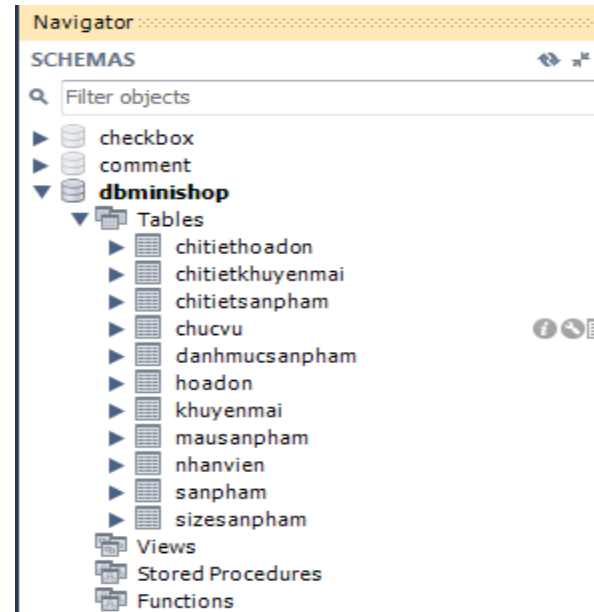 Navigator
SCHEMAS
Filter objects
checkbox
comment
dbminishop
Tables
chitiethoadon
chitietkhuyenmai
chitietsanpham
chucvu
danhmucsanpham
hoadon
khuyenmai
mausanpham
nhanvien
sanpham
sizesanpham
Views
Stored Procedures
Functions